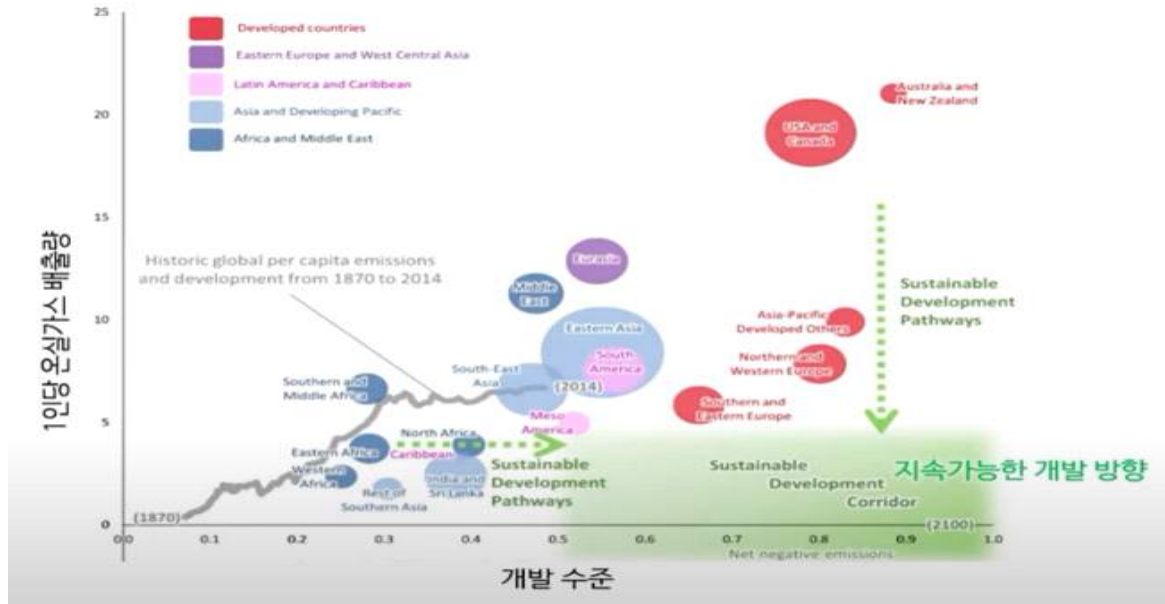 25
20
15
10
5
0
1인당 온실가스 배출량
Developed countries
Eastern Europe and West Central Asia
Latin America and Caribbean
Asia and Developing Pacific
Africa and Middle East
Historic global per capita emissions
and development from 1870 to 2014
Australia and
New Zealand
USA and
Canada
Eurasia
Middle
East
Eastern Asia
South
America
South-East
Asia
(2014)
Southern and
Middle Africa
Asia-Pacific
Developed Others
Northern and
Western Europe
Southern and
Eastern Europe
Meso
America
North Africa
Eastern Africa
Caribbean
Western
Africa
India and
Sri Lanka
Rest of
Southern Asia
Sustainable
Development
Pathways
Sustainable
Development
Pathways
Sustainable
Development
Corridor
지속가능한 개발 방향
(1870)
(2100)
0.0 0.1 0.2 0.3 0.4 0.5 0.6 0.7 0.8 0.9 1.0
Net negative emissions
개발 수준